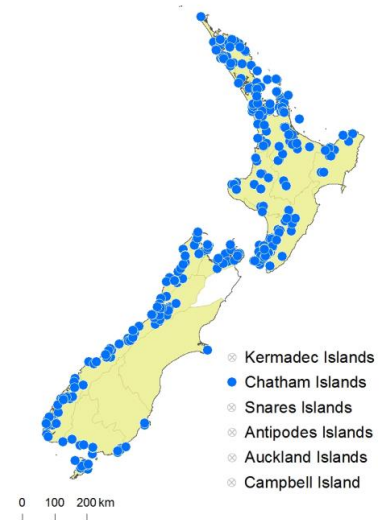 Kermadec Islands
Chatham Islands
Snares Islands
Antipodes Islands
Auckland Islands
Campbell Island
0 100 200 km